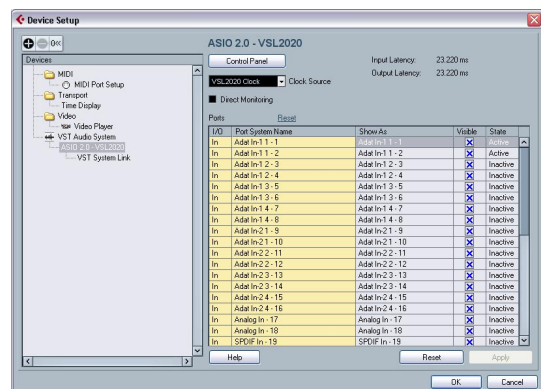 Device Setup
Devices
MIDI
MIDI Port Setup
Transport
Time Display
Video
Video Player
VST Audio System
ASIO 2.0 - VSL2020
VST System Link
ASIO 2.0 - VSL2020
Control Panel
Input Latency: 23.220 ms
Output Latency: 23.220 ms
VSL2020 Clock Clock Source
Direct Monitoring
Ports Reset
I/O Port System Name Show As Visible State
In Adat In-1 1 - 1 Adat In-1 1 - 1 Active
In Adat In-1 1 - 2 Adat In-1 1 - 2 Active
In Adat In-1 2 - 3 Adat In-1 2 - 3 Inactive
In Adat In-1 2 - 4 Adat In-1 2 - 4 Inactive
In Adat In-1 3 - 5 Adat In-1 3 - 5 Inactive
In Adat In-1 3 - 6 Adat In-1 3 - 6 Inactive
In Adat In-1 4 - 7 Adat In-1 4 - 7 Inactive
In Adat In-1 4 - 8 Adat In-1 4 - 8 Inactive
In Adat In-2 1 - 9 Adat In-2 1 - 9 Inactive
In Adat In-2 1 - 10 Adat In-2 1 - 10 Inactive
In Adat In-2 2 - 11 Adat In-2 2 - 11 Inactive
In Adat In-2 2 - 12 Adat In-2 2 - 12 Inactive
In Adat In-2 3 - 13 Adat In-2 3 - 13 Inactive
In Adat In-2 3 - 14 Adat In-2 3 - 14 Inactive
In Adat In-2 4 - 15 Adat In-2 4 - 15 Inactive
In Adat In-2 4 - 16 Adat In-2 4 - 16 Inactive
In Analog In - 17 Analog In - 17 Inactive
In Analog In - 18 Analog In - 18 Inactive
In SPDIF In - 19 SPDIF In - 19 Inactive
Help Reset Apply
OK Cancel